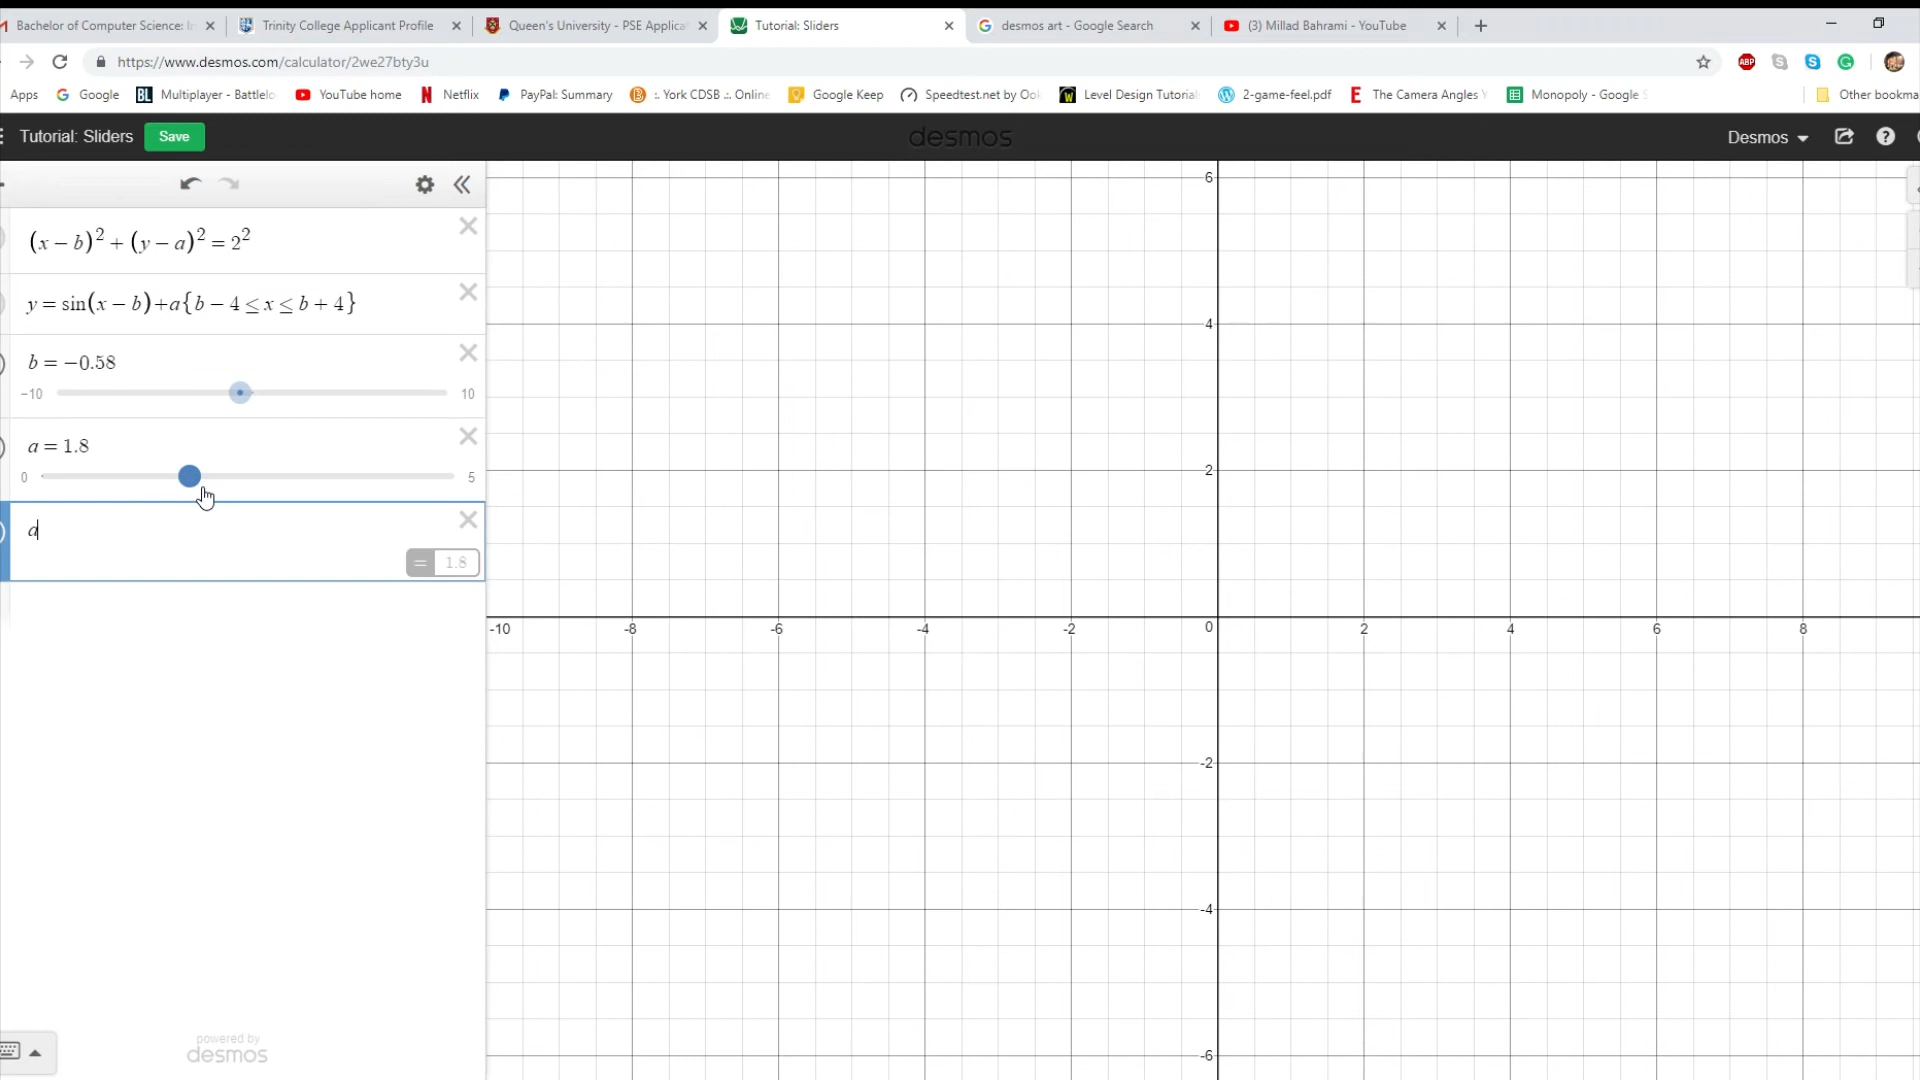 Bachelor of Computer Science: I
Trinity College Applicant Profile
Queen's University - PSE Applica
Tutorial: Sliders
desmos art - Google Search
(3) Millad Bahrami - YouTube
https://www.desmos.com/calculator/2we27bty3u
ABP
Apps
Google
BL Multiplayer - Battlelo
YouTube home
N Netflix
PayPal: Summary
:. York CDSB .:. Online
Google Keep
Speedtest.net by Ook
Level Design Tutorial
2-game-feel.pdf
E The Camera Angles
Monopoly - Google S
Other bookma
Tutorial: Sliders
Save
desmos
Desmos
?
(x − b)² + (y − a)² = 2²
y = sin(x − b)+a{b − 4 ≤ x ≤ b + 4}
b = −0.58
−10 10
a = 1.8
0 5
a
= 1.8
powered by
desmos
6
4
2
-10 -8 -6 -4 -2 0 2 4 6 8
-2
-4
-6